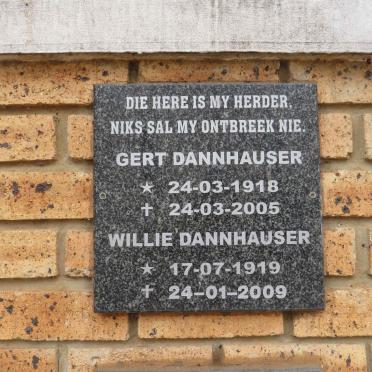 DIE HERE IS MY HERDER,
NIKS SAL MY ONTBREEK NIE.
GERT DANNHAUSER
★ 24-03-1918
✝ 24-03-2005
WILLIE DANNHAUSER
★ 17-07-1919
✝ 24-01-2009